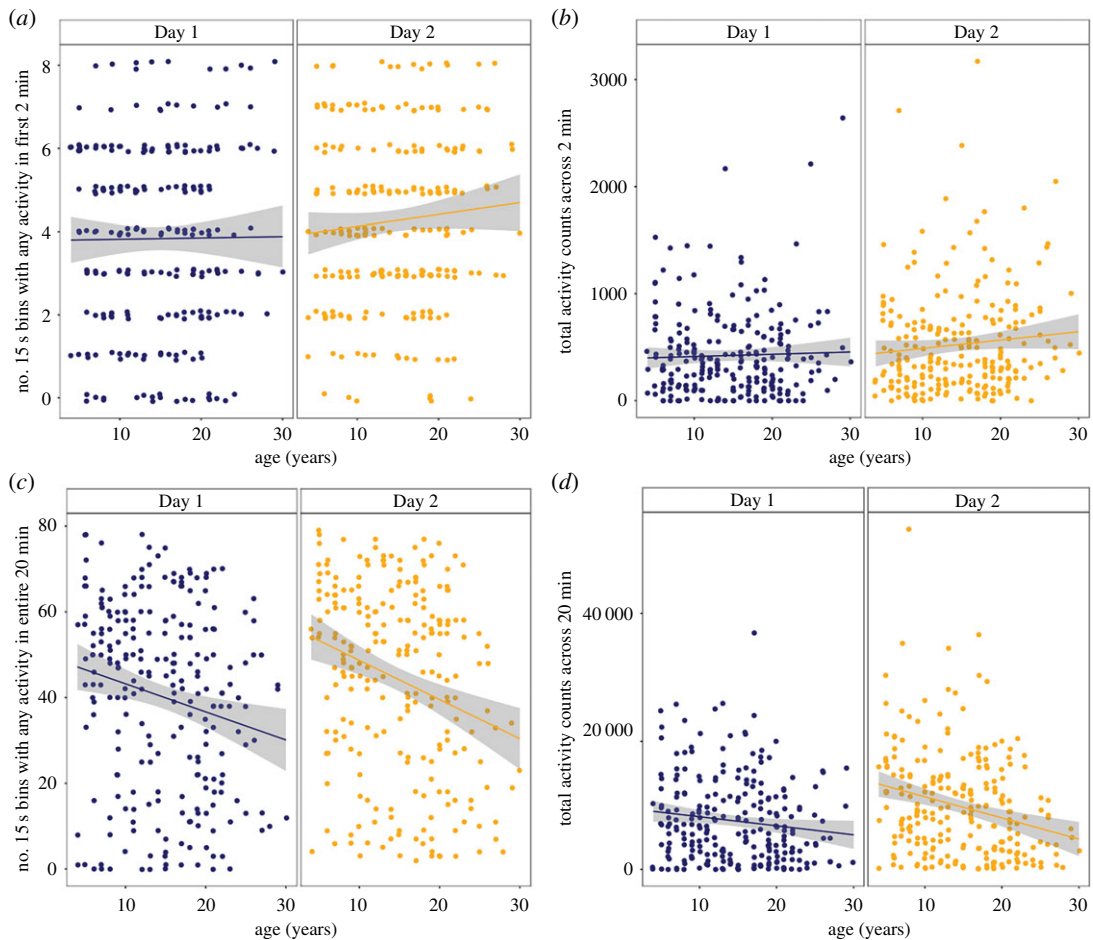 (a)
Day 1 Day 2
no. 15 s bins with any activity in first 2 min
8
6
4
2
0
10 20 30 10 20 30
age (years)
(b)
Day 1 Day 2
total activity counts across 2 min
3000
2000
1000
0
10 20 30 10 20 30
age (years)
(c)
Day 1 Day 2
no. 15 s bins with any activity in entire 20 min
80
60
40
20
0
10 20 30 10 20 30
age (years)
(d)
Day 1 Day 2
total activity counts across 20 min
40 000
20 000
0
10 20 30 10 20 30
age (years)